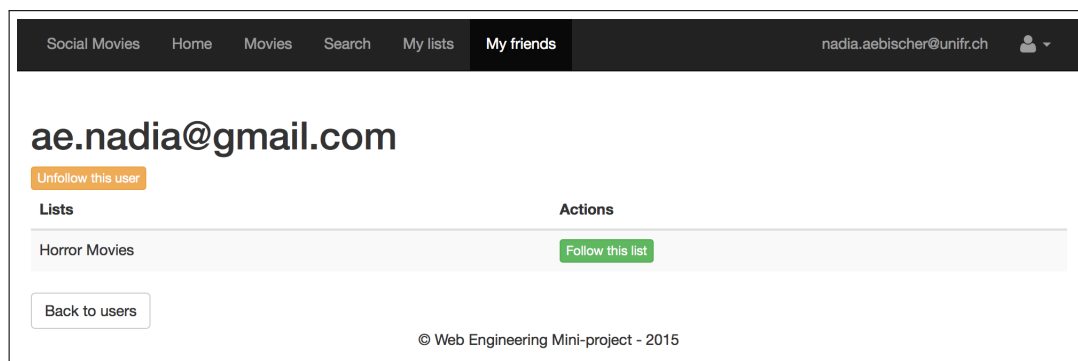 Social Movies Home Movies Search My lists My friends nadia.aebischer@unifr.ch
ae.nadia@gmail.com
Unfollow this user
Lists Actions
Horror Movies Follow this list
Back to users
© Web Engineering Mini-project - 2015